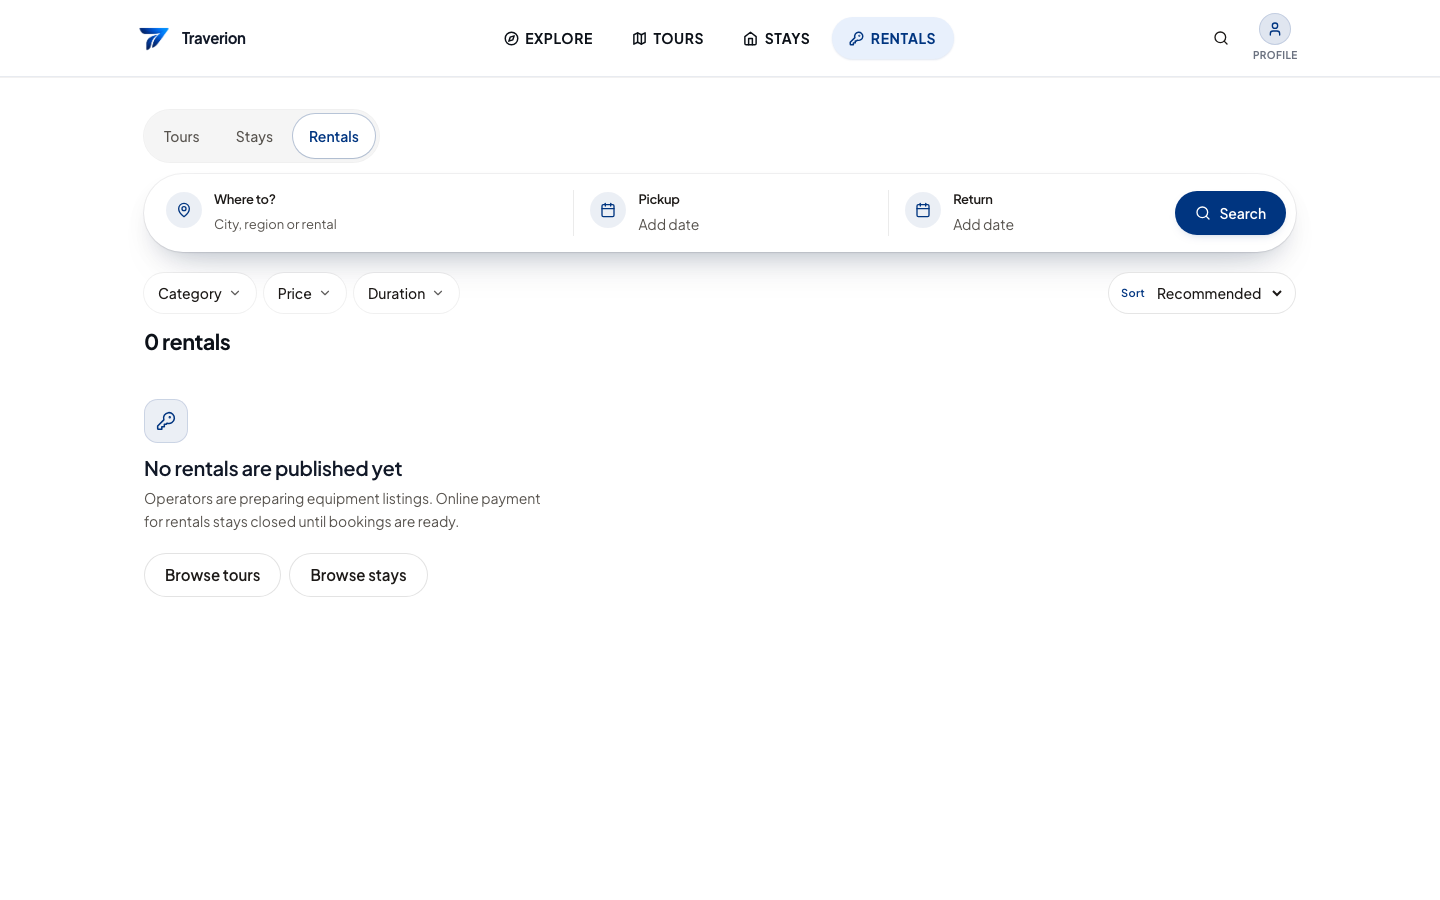 Traverion
EXPLORE
TOURS
STAYS
RENTALS
PROFILE
Tours
Stays
Rentals
Where to?
City, region or rental
Pickup
Add date
Return
Add date
Search
Category
Price
Duration
Sort
Recommended
0 rentals
No rentals are published yet
Operators are preparing equipment listings. Online payment
for rentals stays closed until bookings are ready.
Browse tours
Browse stays